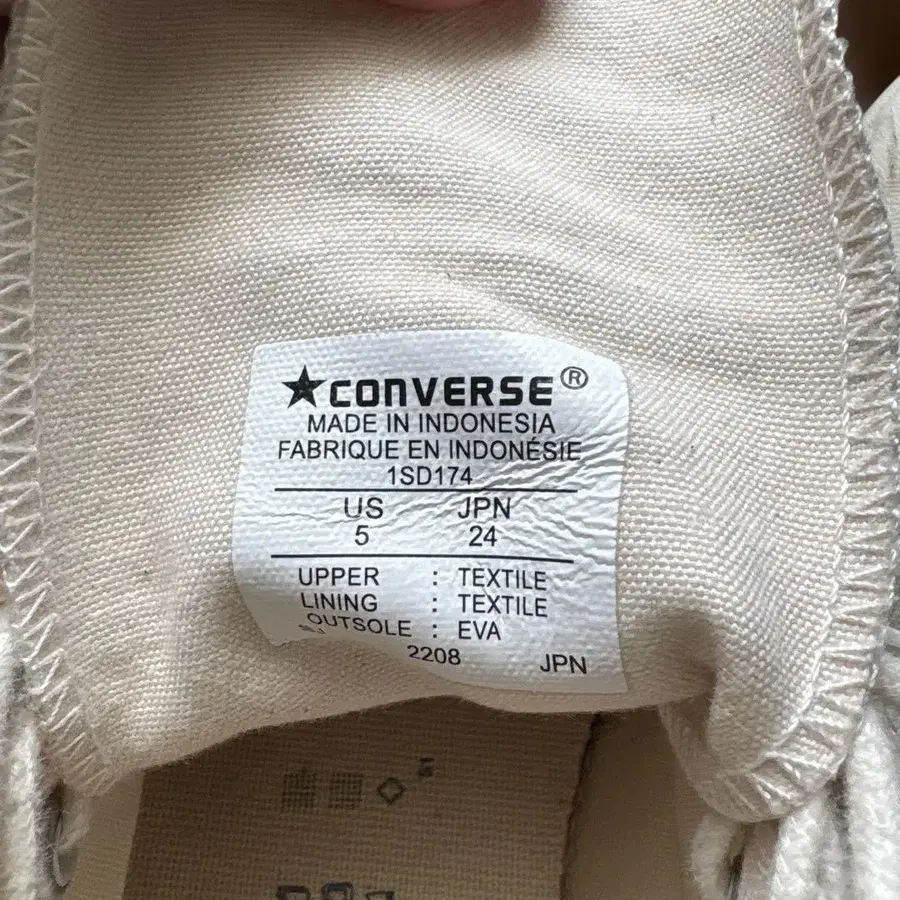 ★CONVERSE®
MADE IN INDONESIA
FABRIQUE EN INDONÉSIE
1SD174
US JPN
5 24
UPPER : TEXTILE
LINING : TEXTILE
OUTSOLE : EVA
2208 JPN